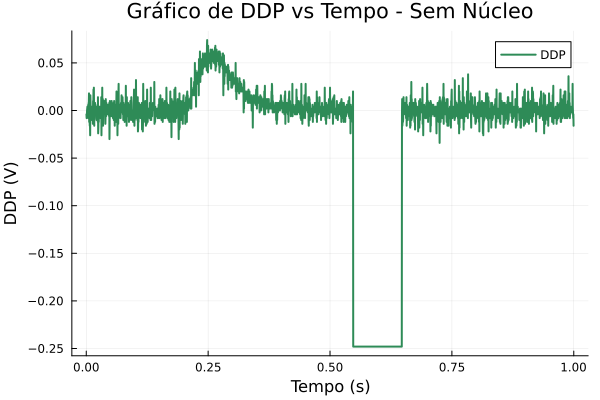 Gráfico de DDP vs Tempo - Sem Núcleo
DDP
DDP (V)
0.05
0.00
−0.05
−0.10
−0.15
−0.20
−0.25
0.00 0.25 0.50 0.75 1.00
Tempo (s)